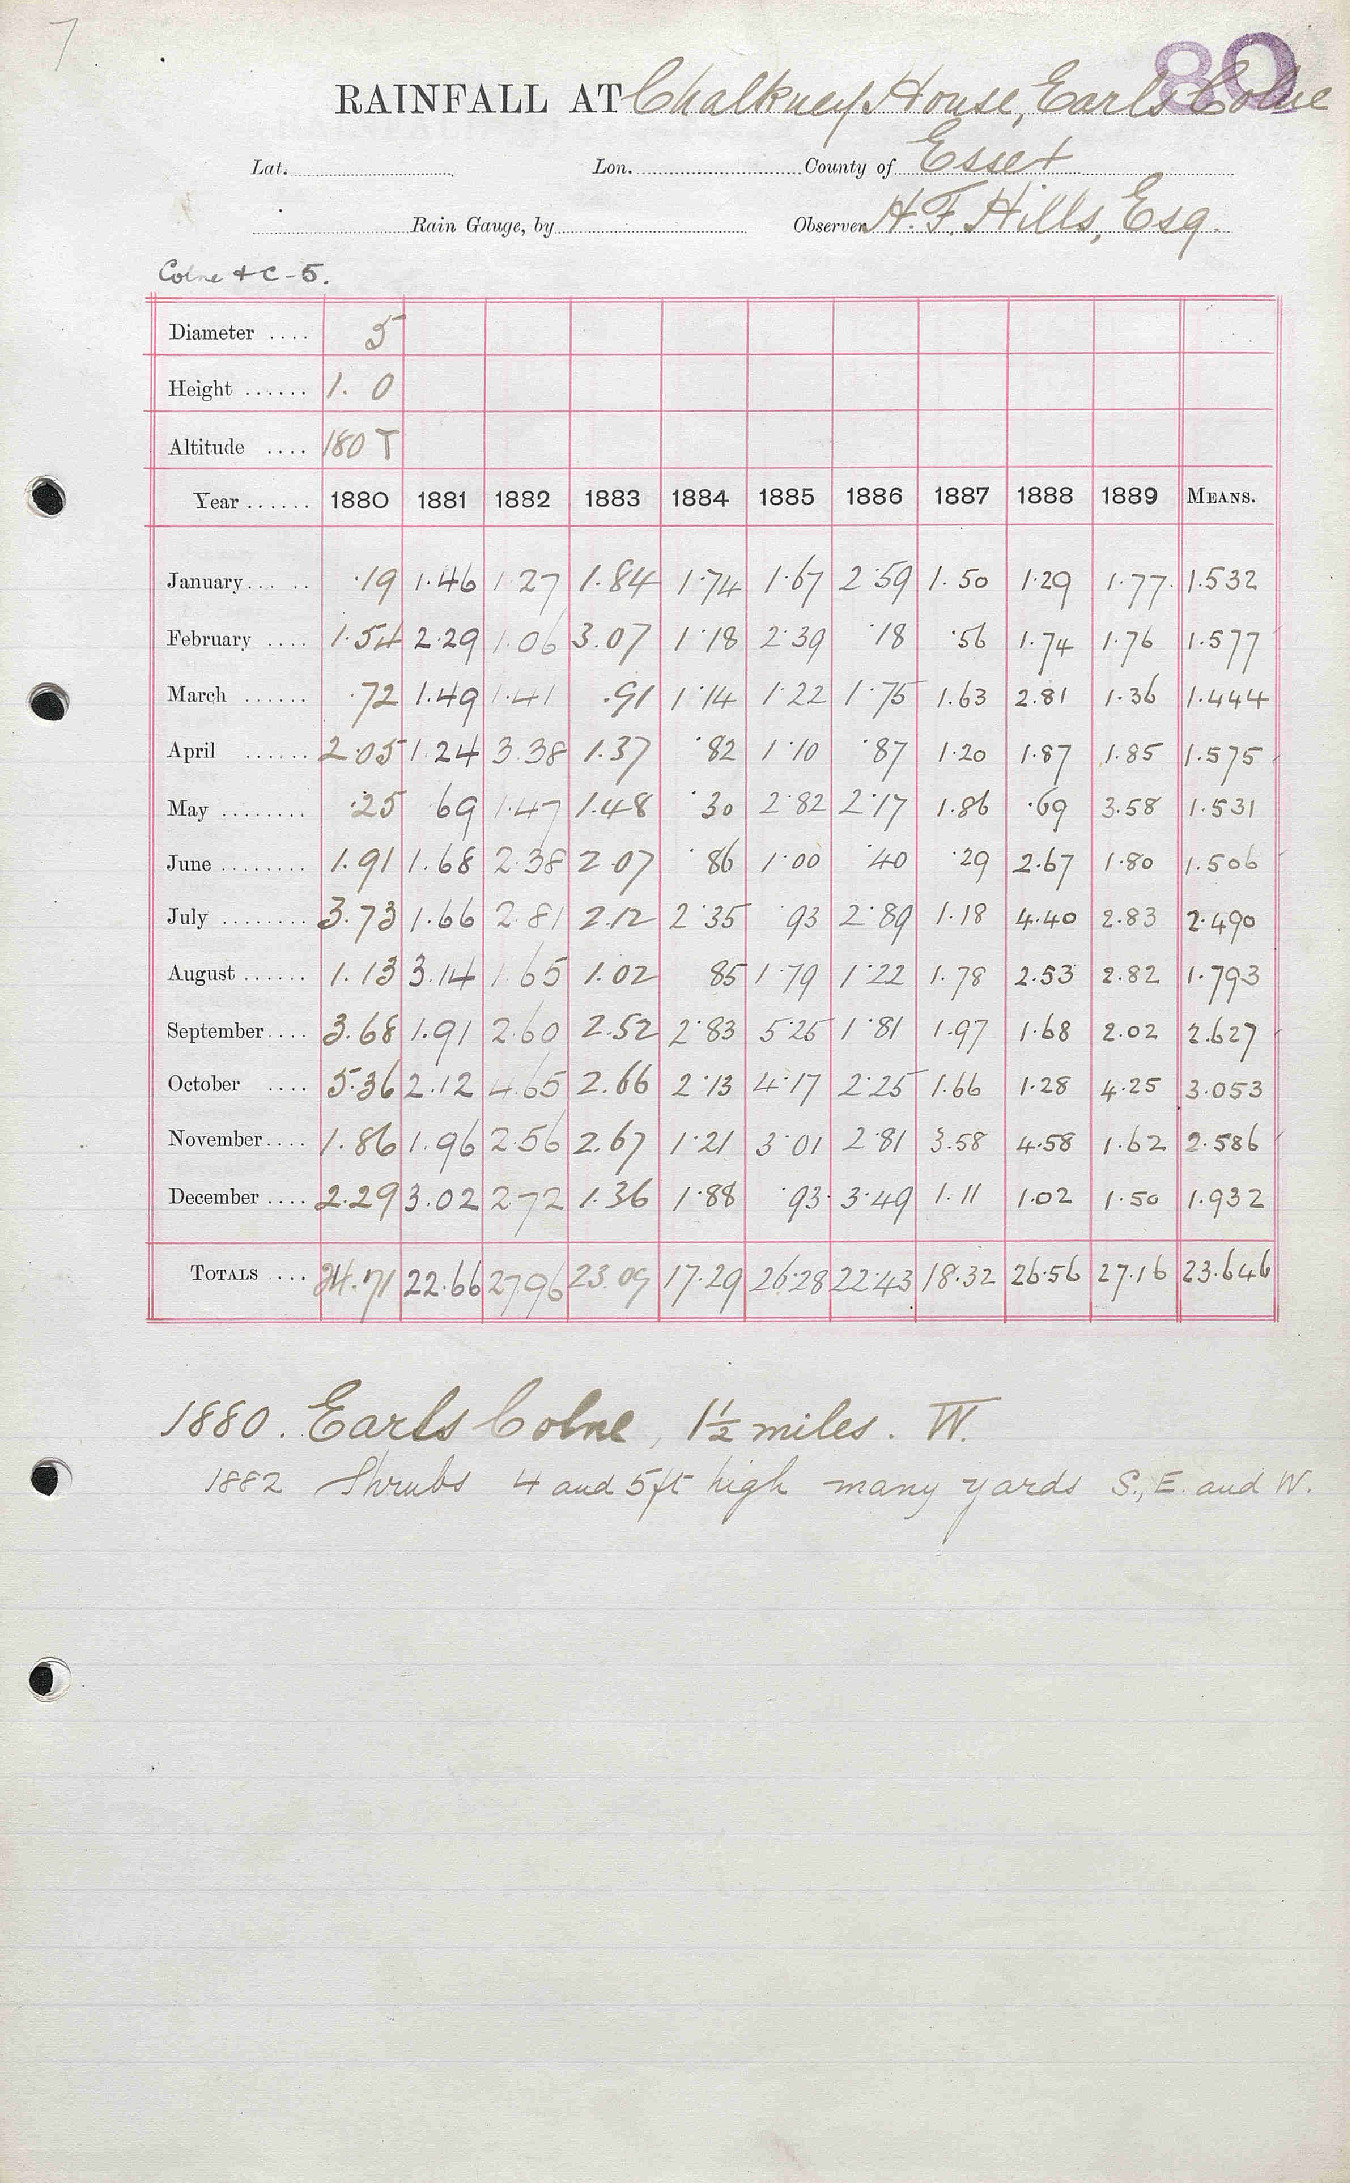 7
80
RAINFALL AT Chalkney House, Earls Colne
Lat. Lon. County of Essex
Rain Gauge, by Observer H. F. Hills, Esq.
Colne + C - 5.
Diameter .... 5
Height ...... 1. 0
Altitude .... 180 T
Year ...... 1880 1881 1882 1883 1884 1885 1886 1887 1888 1889 MEANS.
January ...... .19 1.46 1.27 1.84 1.74 1.67 2.59 1.50 1.29 1.77 1.532
February .... 1.54 2.29 1.06 3.07 1.18 2.39 .18 .56 1.74 1.76 1.577
March ...... .72 1.49 1.41 .91 1.14 1.22 1.75 1.63 2.81 1.36 1.444
April ...... 2.05 1.24 3.38 1.37 .82 1.10 .87 1.20 1.87 1.85 1.575
May ........ .25 69 1.47 1.48 .30 2.82 2.17 1.86 .69 3.58 1.531
June ........ 1.91 1.68 2.38 2.07 .86 1.00 .40 .29 2.67 1.80 1.506
July ........ 3.73 1.66 2.81 2.12 2.35 .93 2.89 1.18 4.40 2.83 2.490
August ...... 1.13 3.14 1.65 1.02 85 1.79 1.22 1.78 2.53 2.82 1.793
September .... 3.68 1.91 2.60 2.52 2.83 5.25 1.81 1.97 1.68 2.02 2.627
October .... 5.36 2.12 4.65 2.66 2.13 4.17 2.25 1.66 1.28 4.25 3.053
November .... 1.86 1.96 2.56 2.67 1.21 3.01 2.81 3.58 4.58 1.62 2.586
December .... 2.29 3.02 2.72 1.36 1.88 .93 3.49 1.11 1.02 1.50 1.932
TOTALS ... 24.71 22.66 27.96 23.09 17.29 26.28 22.43 18.32 26.56 27.16 23.646
1880. Earls Colne, 1½ miles. W.
1882 Shrubs 4 and 5ft high many yards S., E. and W.